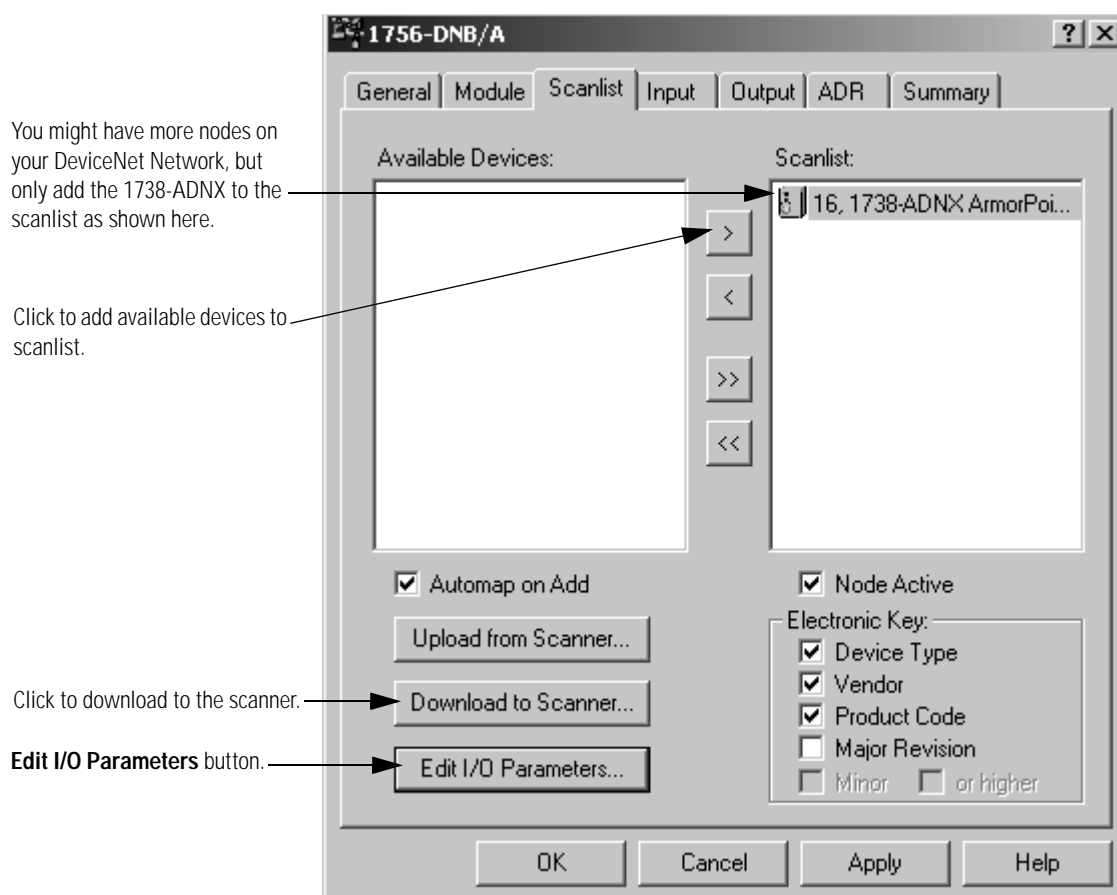 1756-DNB/A
? ×
General Module Scanlist Input Output ADR Summary
You might have more nodes on
your DeviceNet Network, but
only add the 1738-ADNX to the
scanlist as shown here.
Click to add available devices to
scanlist.
Click to download to the scanner.
Edit I/O Parameters button.
Available Devices:
>
<
>>
<<
Scanlist:
16, 1738-ADNX ArmorPoi...
Automap on Add
Upload from Scanner...
Download to Scanner...
Edit I/O Parameters...
Node Active
Electronic Key:
Device Type
Vendor
Product Code
Major Revision
Minor or higher
OK Cancel Apply Help